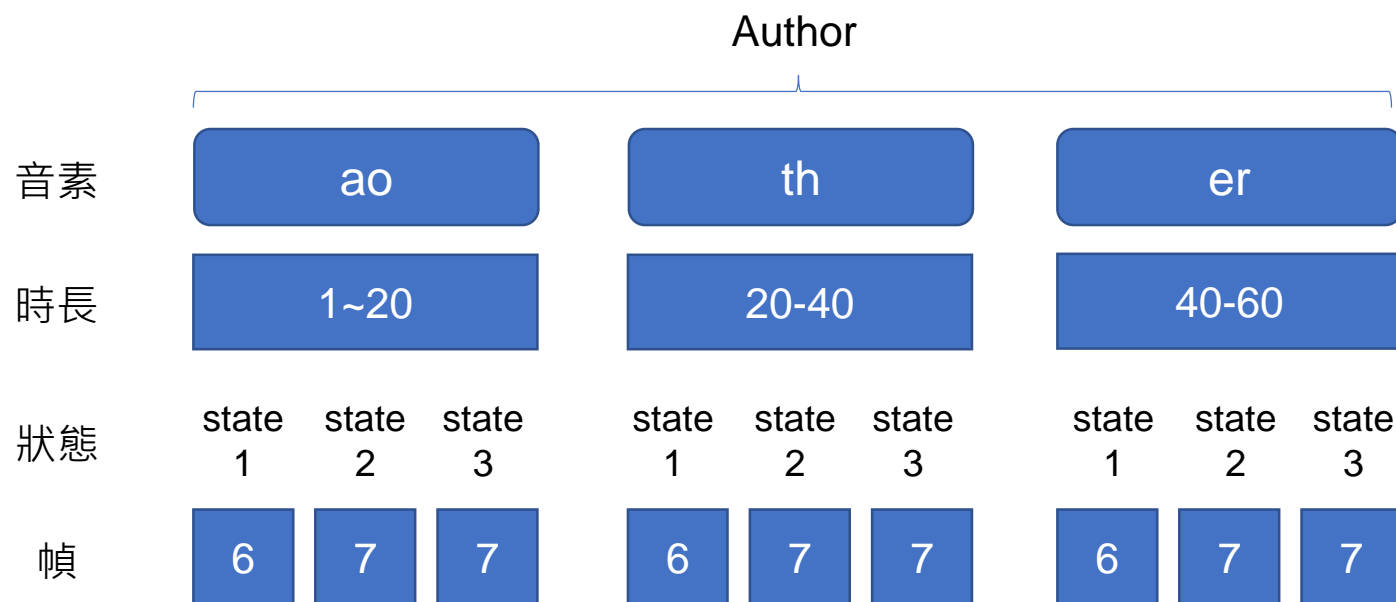 Author
音素 ao th er
時長 1~20 20-40 40-60
狀態 state 1 state 2 state 3 state 1 state 2 state 3 state 1 state 2 state 3
幀 6 7 7 6 7 7 6 7 7